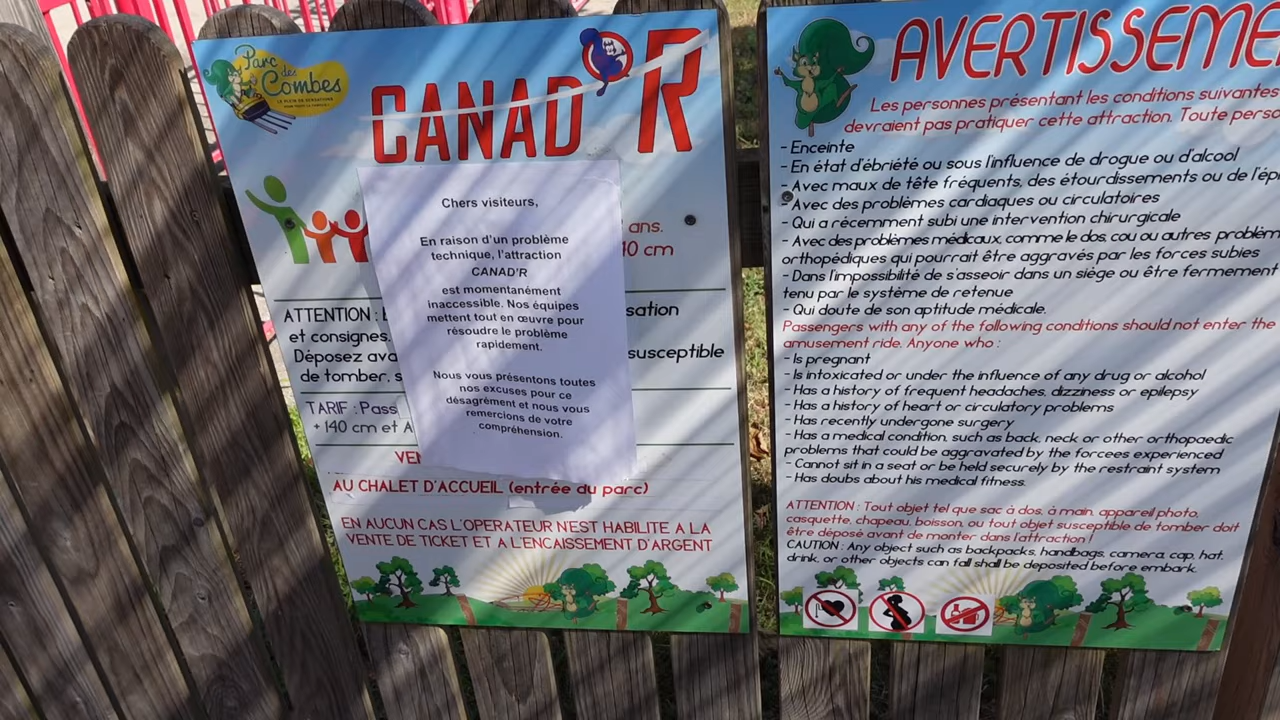 Parc
des
Combes
LE PLEIN DE SENSATIONS
CANAD'R
Chers visiteurs,
En raison d'un problème
technique, l'attraction
CANAD'R
est momentanément
inaccessible. Nos équipes
mettent tout en œuvre pour
résoudre le problème
rapidement.
Nous vous présentons toutes
nos excuses pour ce
désagrément et nous vous
remercions de votre
compréhension.
ans.
cm
ATTENTION :
sation
et consignes.
Déposez ava
susceptible
de tomber, s
TARIF : Pass
+ 140 cm et A
VEN
AU CHALET D'ACCUEIL (entrée du parc)
EN AUCUN CAS L'OPERATEUR N'EST HABILITE A LA
VENTE DE TICKET ET A L'ENCAISSEMENT D'ARGENT
AVERTISSEME
Les personnes présentant les conditions suivantes
devraient pas pratiquer cette attraction. Toute perso
- Enceinte
- En état d'ébriété ou sous l'influence de drogue ou d'alcool
- Avec maux de tête fréquents, des étourdissements ou de l'épi
- Avec des problèmes cardiaques ou circulatoires
- Qui a récemment subi une intervention chirurgicale
- Avec des problèmes médicaux, comme le dos, cou ou autres problèm
orthopédiques qui pourrait être aggravés par les forces subies
- Dans l'impossibilité de s'asseoir dans un siège ou être fermement
tenu par le système de retenue
- Qui doute de son aptitude médicale.
Passengers with any of the following conditions should not enter the
amusement ride. Anyone who :
- Is pregnant
- Is intoxicated or under the influence of any drug or alcohol
- Has a history of frequent headaches, dizziness or epilepsy
- Has a history of heart or circulatory problems
- Has recently undergone surgery
- Has a medical condition, such as back, neck or other orthopaedic
problems that could be aggravated by the forcees experienced
- Cannot sit in a seat or be held securely by the restraint system
- Has doubts about his medical fitness.
ATTENTION : Tout objet tel que sac à dos, à main, appareil photo,
casquette, chapeau, boisson, ou tout objet susceptible de tomber doit
être déposé avant de monter dans l'attraction !
CAUTION : Any object such as backpacks, handbags, camera, cap, hat,
drink, or other objects can fall shall be deposited before embark.